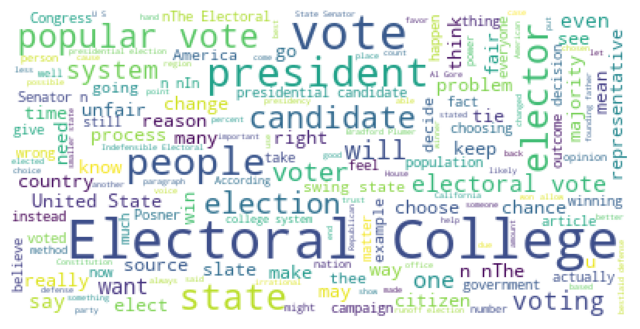 Congress U S hand nThe Electoral State Senator go nation happen thing favor American place case put let
popular vote vote elector even
presidential election America think fair everyone see
person cause best come power count
system president problem
less well region going n nIn presidential candidate Al Gore
possible time Senator n unfair change candidate fact tie majority mean
give need still percent presidency able winner changed founding rather
point Indefensible Electoral Bradford Plumer decide choosing outcome decision representative
process reason many right keep
wrong know people will population opinion
elected important take good feel House stated likely back smaller state
choice another paragraph According voter swing state electoral vote
country voice trust California
United State election choose chance winning
instead Posner win college system someone article
voted much Republican example matter help due amount better
believe method Electoral College actually
Constitution source slate make thee way government based
now end nation office
really want state one voting
say elect may citizen
defense always said irrational show made number runoff election
something party might campaign